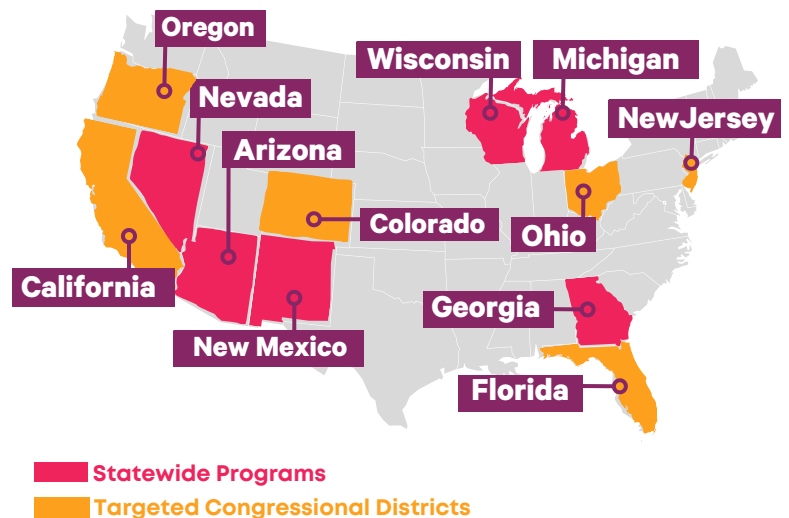 Oregon
Wisconsin
Michigan
Nevada
NewJersey
Arizona
Colorado
Ohio
California
Georgia
New Mexico
Florida
Statewide Programs
Targeted Congressional Districts